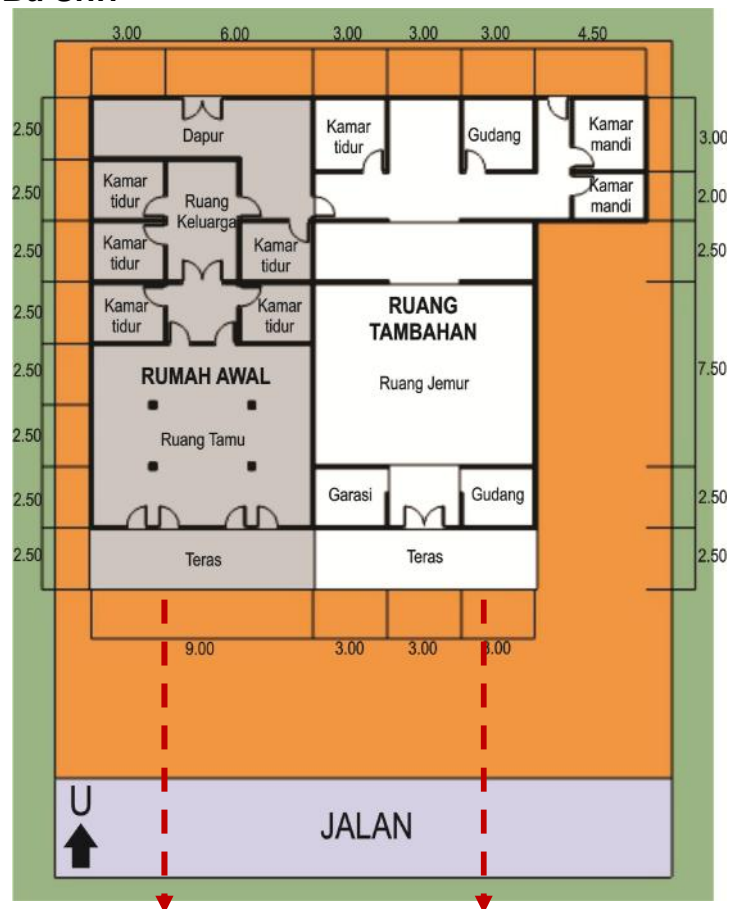 3.00 6.00 3.00 3.00 3.00 4.50
2.50
2.50
2.50
2.50
2.50
2.50
2.50
2.50
Dapur
Kamar
tidur
Gudang
Kamar
mandi
Kamar
mandi
Kamar
tidur
Ruang
Keluarga
Kamar
tidur
Kamar
tidur
Kamar
tidur
Kamar
tidur
RUMAH AWAL
Ruang Tamu
RUANG
TAMBAHAN
Ruang Jemur
Garasi
Gudang
Teras
Teras
3.00
2.00
2.50
7.50
2.50
2.50
9.00 3.00 3.00 3.00
U
JALAN